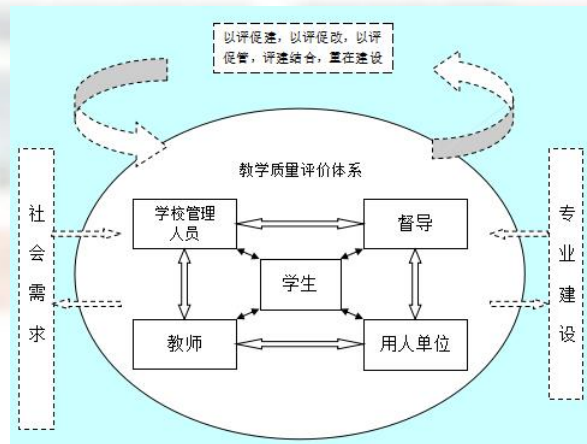 以评促建，以评促改，以评
促管，评建结合，重在建设
教学质量评价体系
学校管理
人员
督导
学生
教师
用人单位
社会需求
专业建设